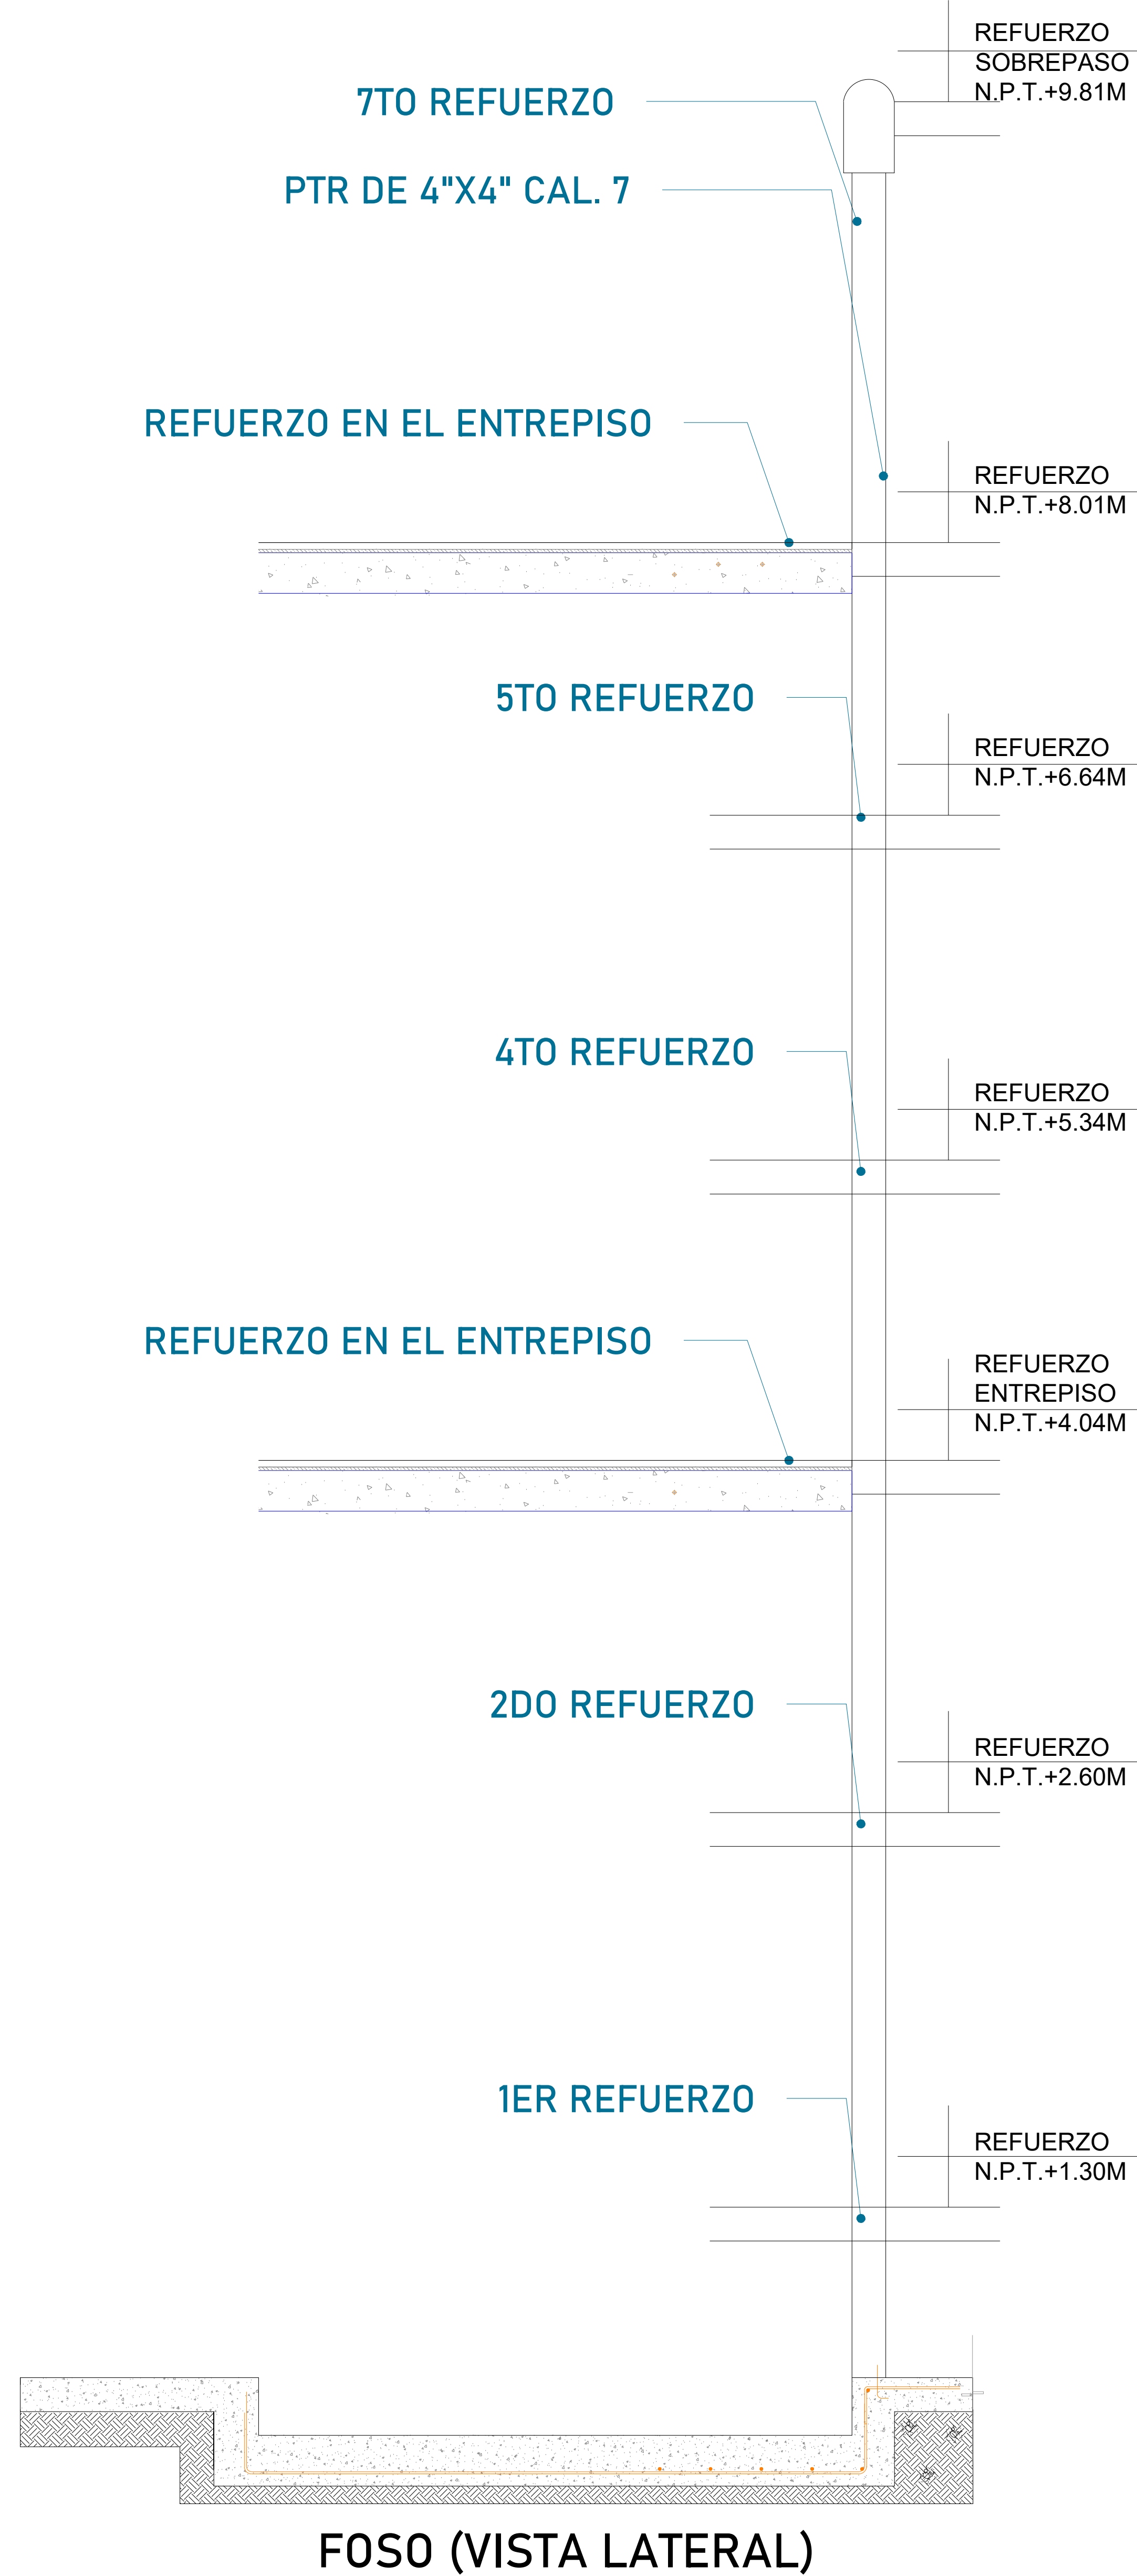 REFUERZO
SOBREPASO
N.P.T.+9.81M
7TO REFUERZO
PTR DE 4"X4" CAL. 7
REFUERZO EN EL ENTREPISO
REFUERZO
N.P.T.+8.01M
5TO REFUERZO
REFUERZO
N.P.T.+6.64M
4TO REFUERZO
REFUERZO
N.P.T.+5.34M
REFUERZO EN EL ENTREPISO
REFUERZO
ENTREPISO
N.P.T.+4.04M
2DO REFUERZO
REFUERZO
N.P.T.+2.60M
1ER REFUERZO
REFUERZO
N.P.T.+1.30M
FOSO (VISTA LATERAL)